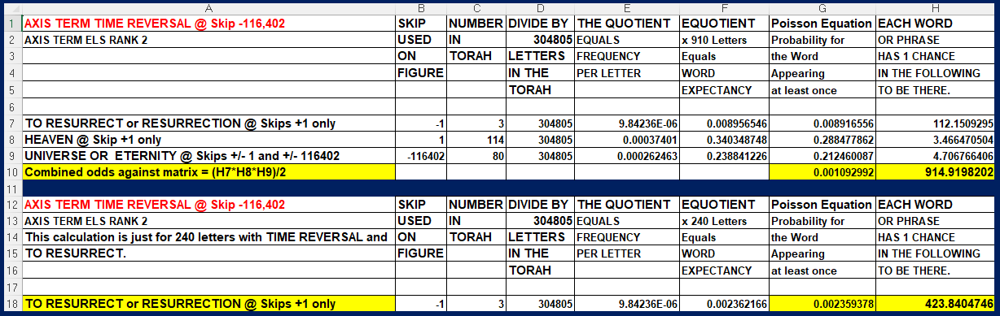 A B C D E F G H
1 AXIS TERM TIME REVERSAL @ Skip -116,402 SKIP NUMBER DIVIDE BY THE QUOTIENT EQUOTIENT Poisson Equation EACH WORD
2 AXIS TERM ELS RANK 2 USED IN 304805 EQUALS x 910 Letters Probability for OR PHRASE
3 ON TORAH LETTERS FREQUENCY Equals the Word HAS 1 CHANCE
4 FIGURE IN THE PER LETTER WORD Appearing IN THE FOLLOWING
5 TORAH EXPECTANCY at least once TO BE THERE.
6
7 TO RESURRECT or RESURRECTION @ Skips +1 only -1 3 304805 9.84236E-06 0.008956546 0.008916556 112.1509295
8 HEAVEN @ Skip +1 only 1 114 304805 0.00037401 0.340348748 0.288477862 3.466470504
9 UNIVERSE OR ETERNITY @ Skips +/- 1 and +/- 116402 -116402 80 304805 0.000262463 0.238841226 0.212460087 4.706766406
10 Combined odds against matrix = (H7*H8*H9)/2 0.001092992 914.9198202
11
12 AXIS TERM TIME REVERSAL @ Skip -116,402 SKIP NUMBER DIVIDE BY THE QUOTIENT EQUOTIENT Poisson Equation EACH WORD
13 AXIS TERM ELS RANK 2 USED IN 304805 EQUALS x 240 Letters Probability for OR PHRASE
14 This calculation is just for 240 letters with TIME REVERSAL and ON TORAH LETTERS FREQUENCY Equals the Word HAS 1 CHANCE
15 TO RESURRECT. FIGURE IN THE PER LETTER WORD Appearing IN THE FOLLOWING
16 TORAH EXPECTANCY at least once TO BE THERE.
17
18 TO RESURRECT or RESURRECTION @ Skips +1 only -1 3 304805 9.84236E-06 0.002362166 0.002359378 423.8404746